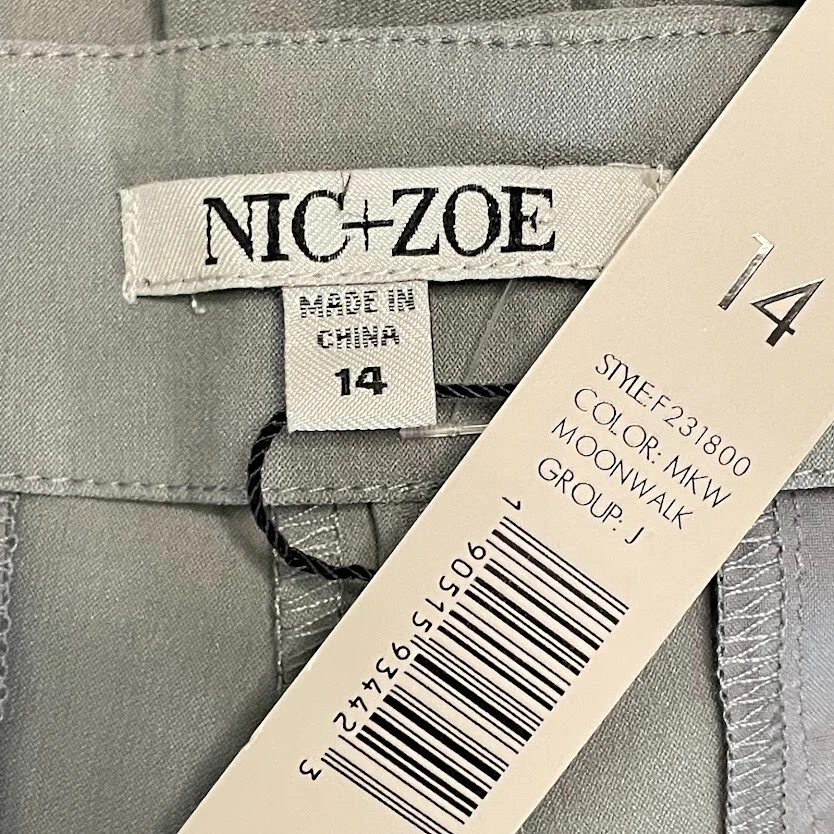 NIC+ZOE
MADE IN
CHINA
14
14
STYLE:F231800
COLOR: MKW
MOONWALK
GROUP: J
1 90515 93442 3